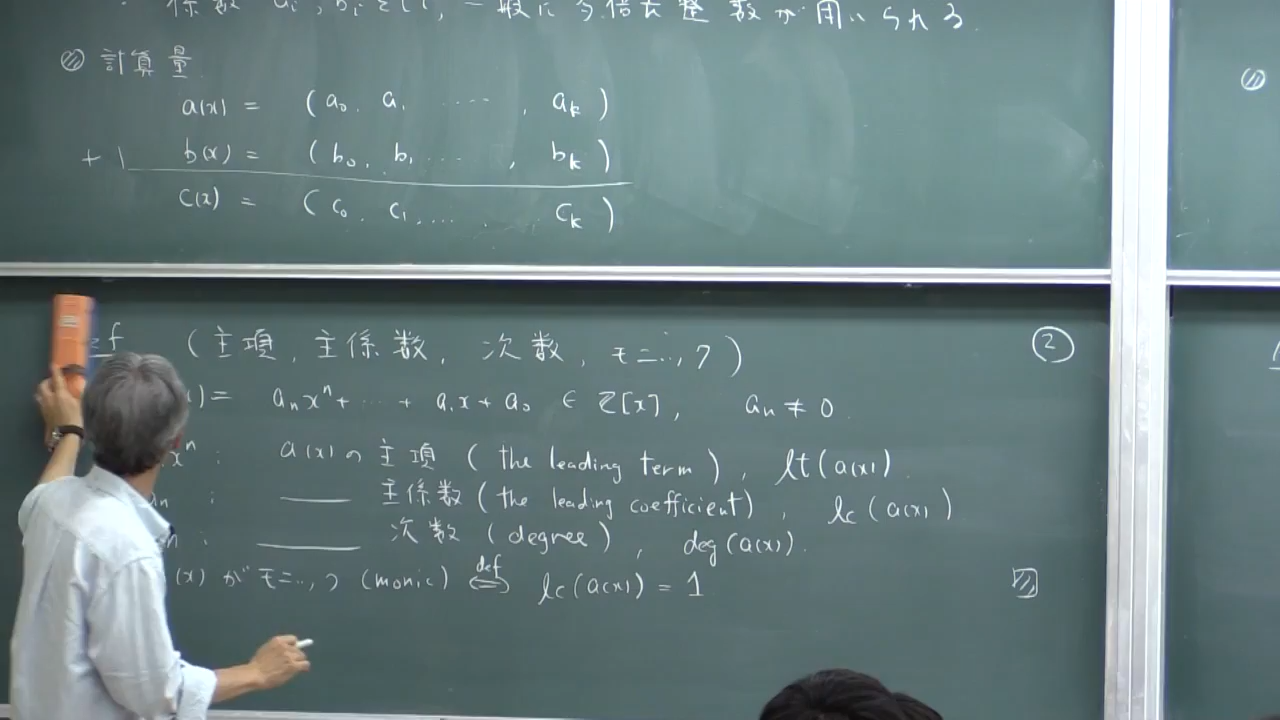 係数 ai, bi として, 一般に多倍長整数が用いられる.
計算量.
a(x) = (a0, a1, ‥‥, ak)
+) b(x) = (b0, b1, ‥‥, bk)
c(x) = (c0, c1, ‥‥, ck)
ef (主項, 主係数, 次数, モニック) ②
) = anx^n + ‥ + a1x + a0 ∈ Z[x], an ≠ 0.
x^n : a(x)の主項 (the leading term), lt(a(x)).
n : —— 主係数 (the leading coefficient), lc(a(x))
: —— 次数 (degree), deg(a(x)).
(x) が モニック (monic) ⇔def lc(a(x)) = 1